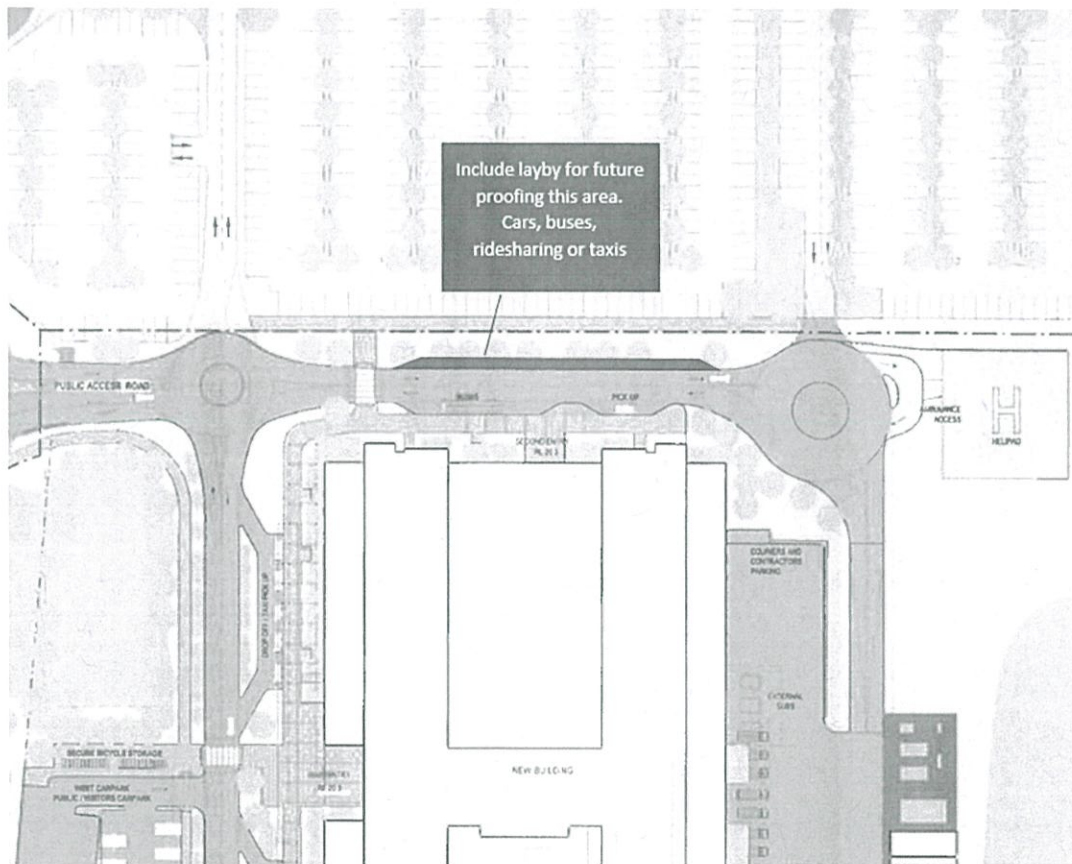 Include layby for future
proofing this area.
Cars, buses,
ridesharing or taxis
PUBLIC ACCESS ROAD
BUSES
PICK UP
AMBULANCE
ACCESS
H
HELIPAD
SECOND ENTRY
COURIERS AND
CONTRACTORS
PARKING
DROP OFF / TAXI PICK UP
EXTERNAL
SECURE BICYCLE STORAGE
NEW BUILDING
WEST CARPARK
PUBLIC / VISITORS CARPARK